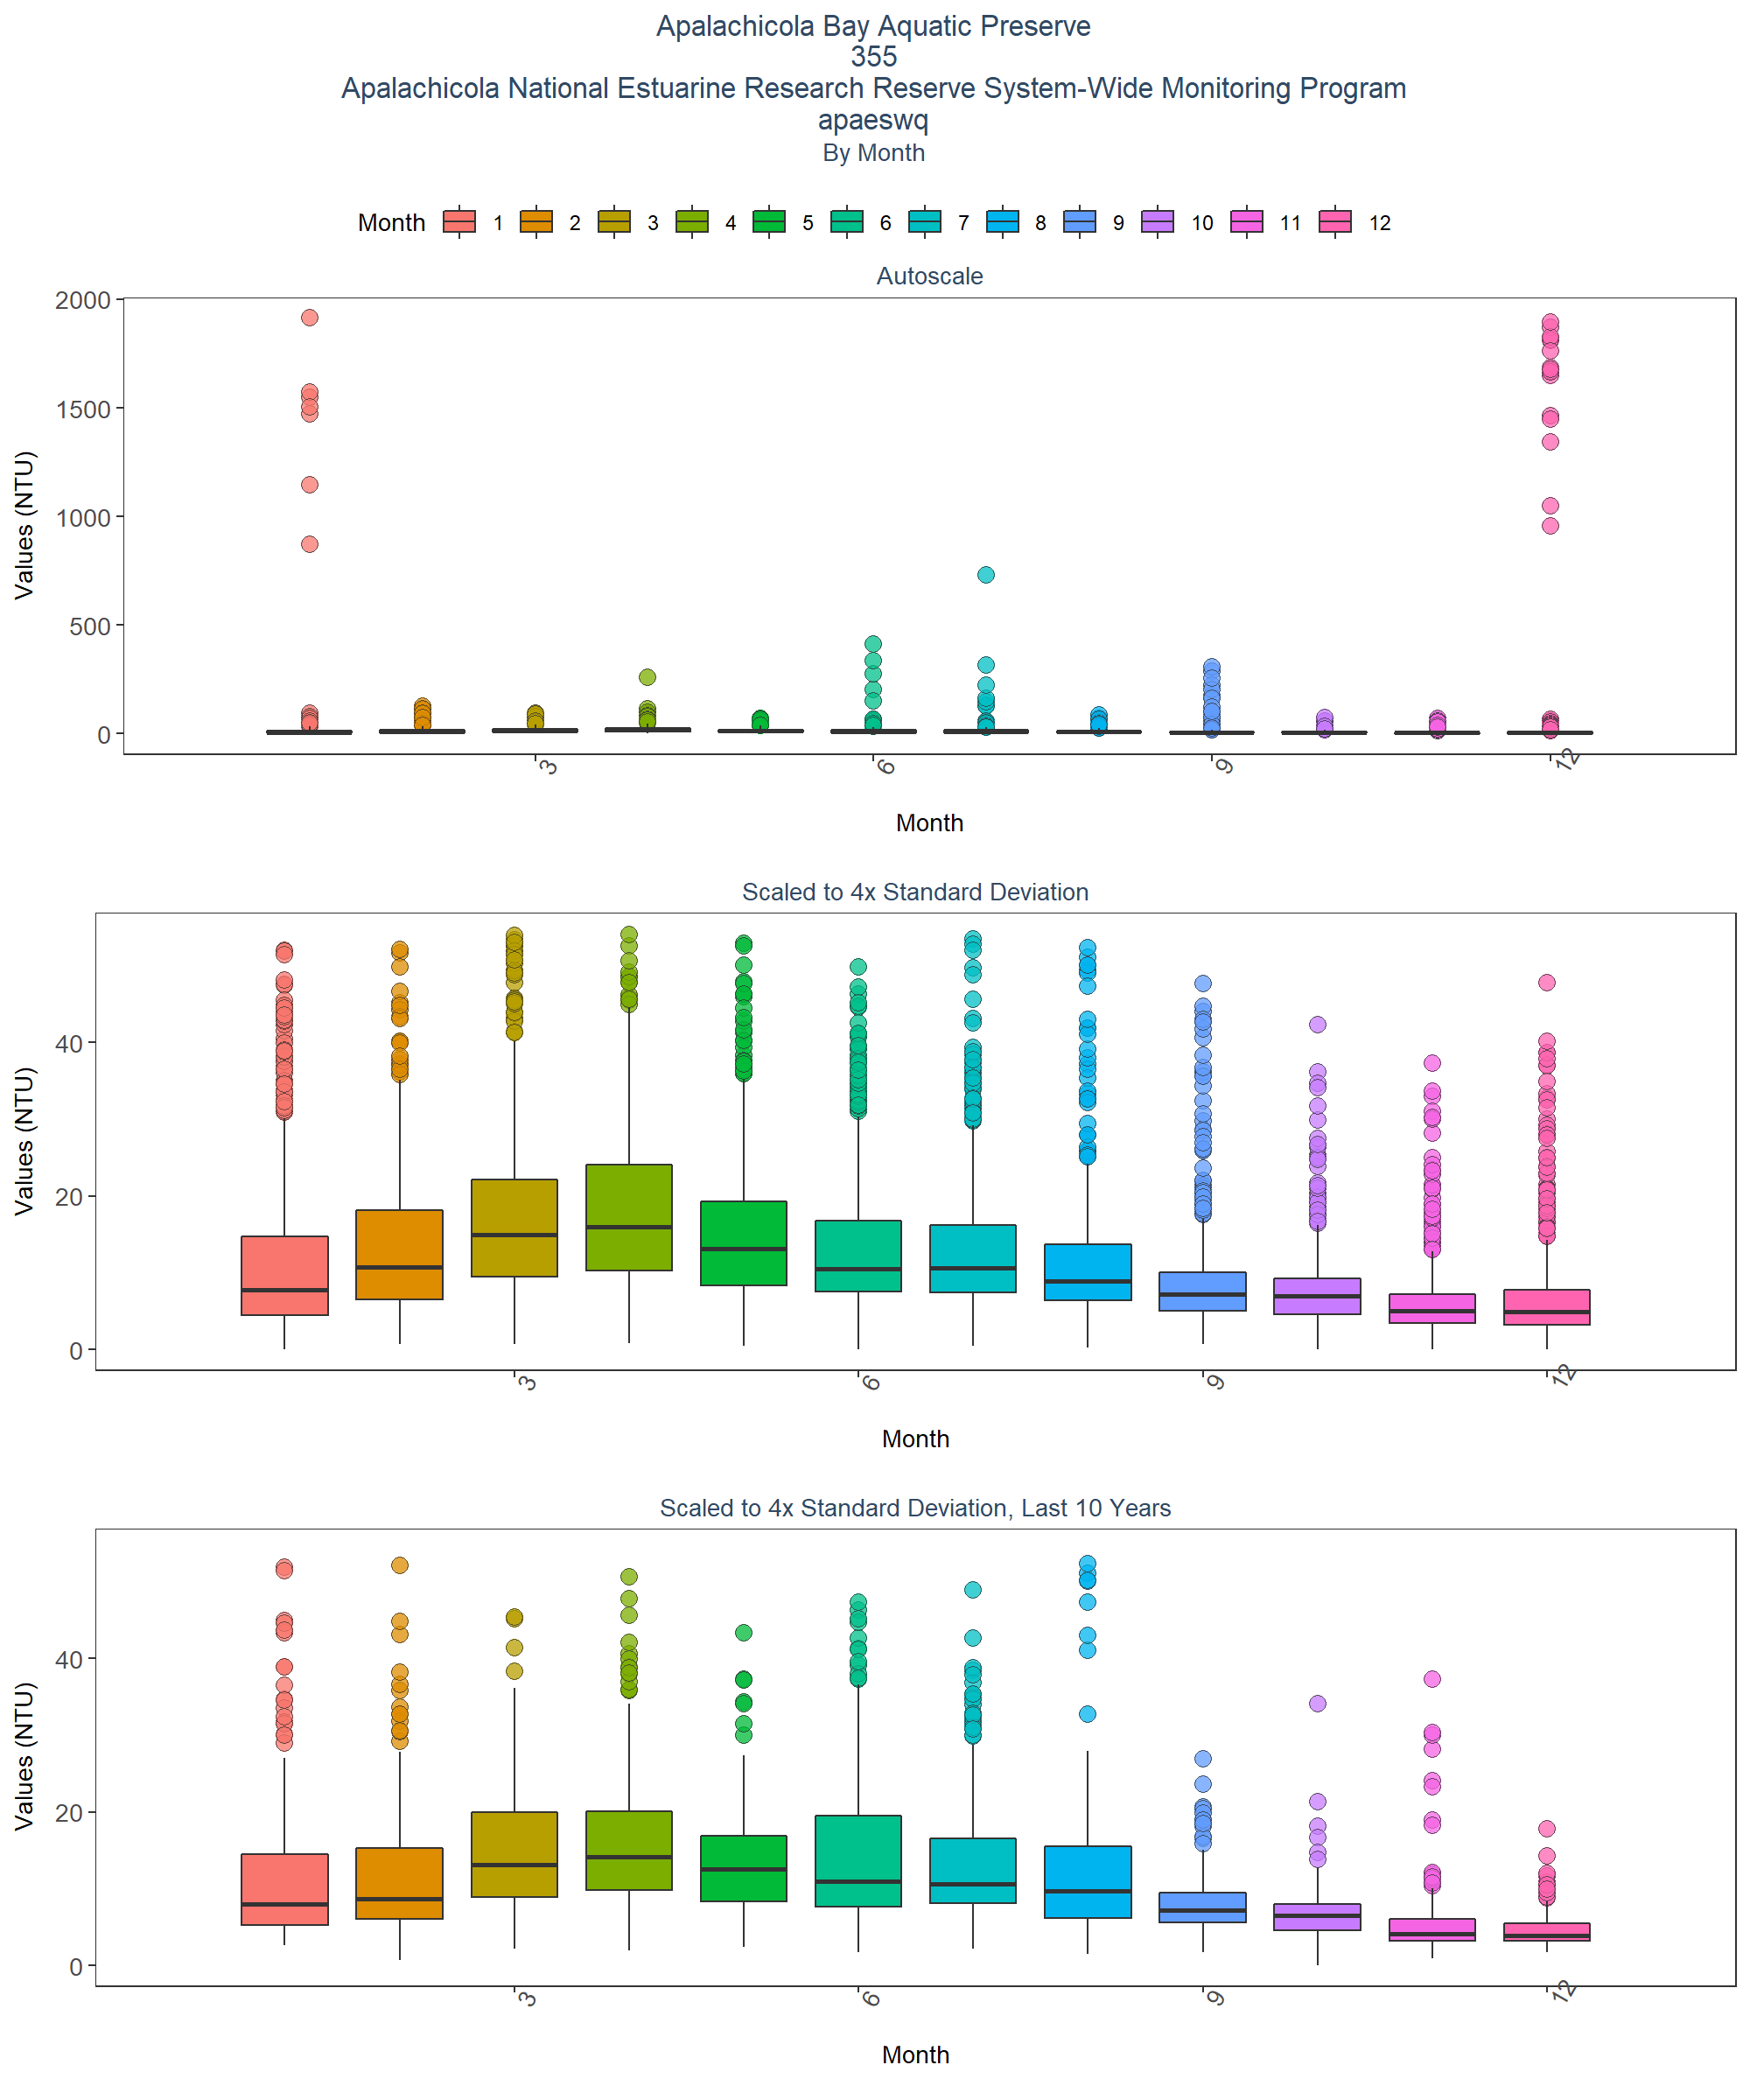 Apalachicola Bay Aquatic Preserve
355
Apalachicola National Estuarine Research Reserve System-Wide Monitoring Program
apaeswq
By Month
Month 1 2 3 4 5 6 7 8 9 10 11 12
Autoscale
Values (NTU)
2000
1500
1000
500
0
3 6 9 12
Month
Scaled to 4x Standard Deviation
Values (NTU)
40
20
0
3 6 9 12
Month
Scaled to 4x Standard Deviation, Last 10 Years
Values (NTU)
40
20
0
3 6 9 12
Month